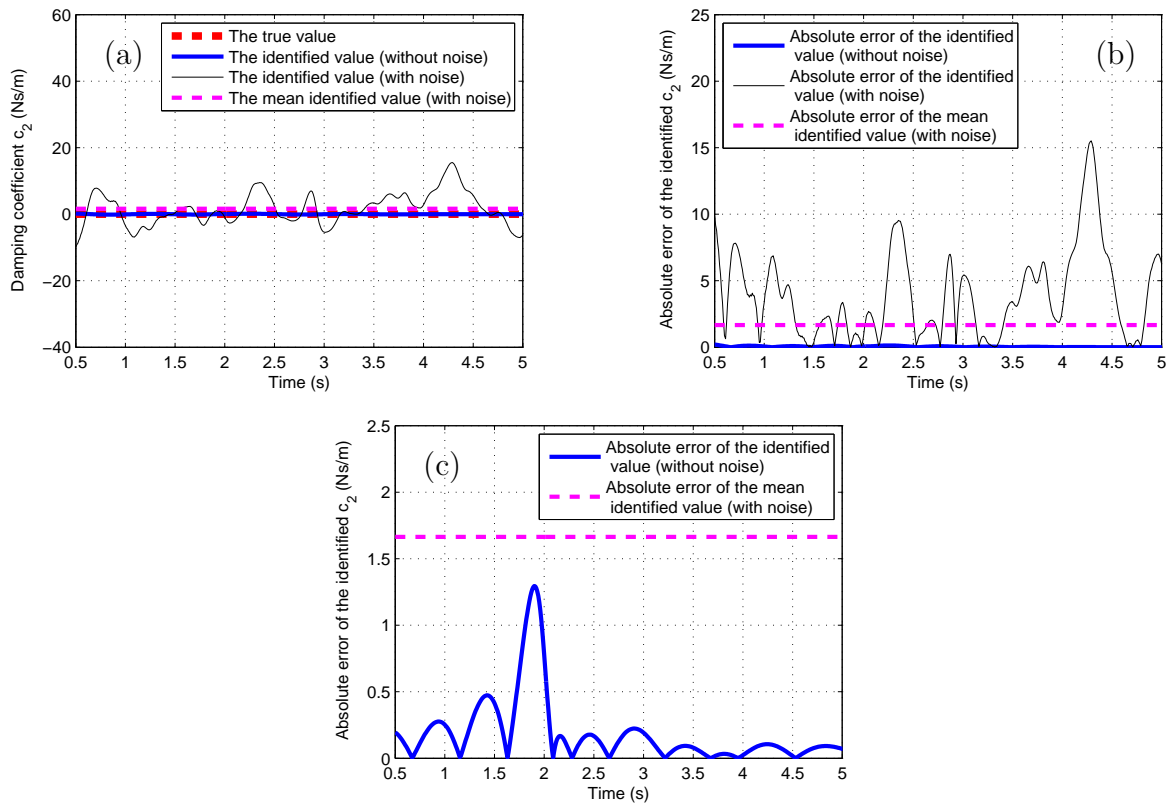 (a)
The true value
The identified value (without noise)
The identified value (with noise)
The mean identified value (with noise)
Damping coefficient c2 (Ns/m)
60
40
20
0
−20
−40
0.5 1 1.5 2 2.5 3 3.5 4 4.5 5
Time (s)
(b)
Absolute error of the identified
value (without noise)
Absolute error of the identified
value (with noise)
Absolute error of the mean
identified value (with noise)
Absolute error of the identified c2 (Ns/m)
25
20
15
10
5
0
0.5 1 1.5 2 2.5 3 3.5 4 4.5 5
Time (s)
(c)
Absolute error of the identified
value (without noise)
Absolute error of the mean
identified value (with noise)
Absolute error of the identified c2 (Ns/m)
2.5
2
1.5
1
0.5
0
0.5 1 1.5 2 2.5 3 3.5 4 4.5 5
Time (s)